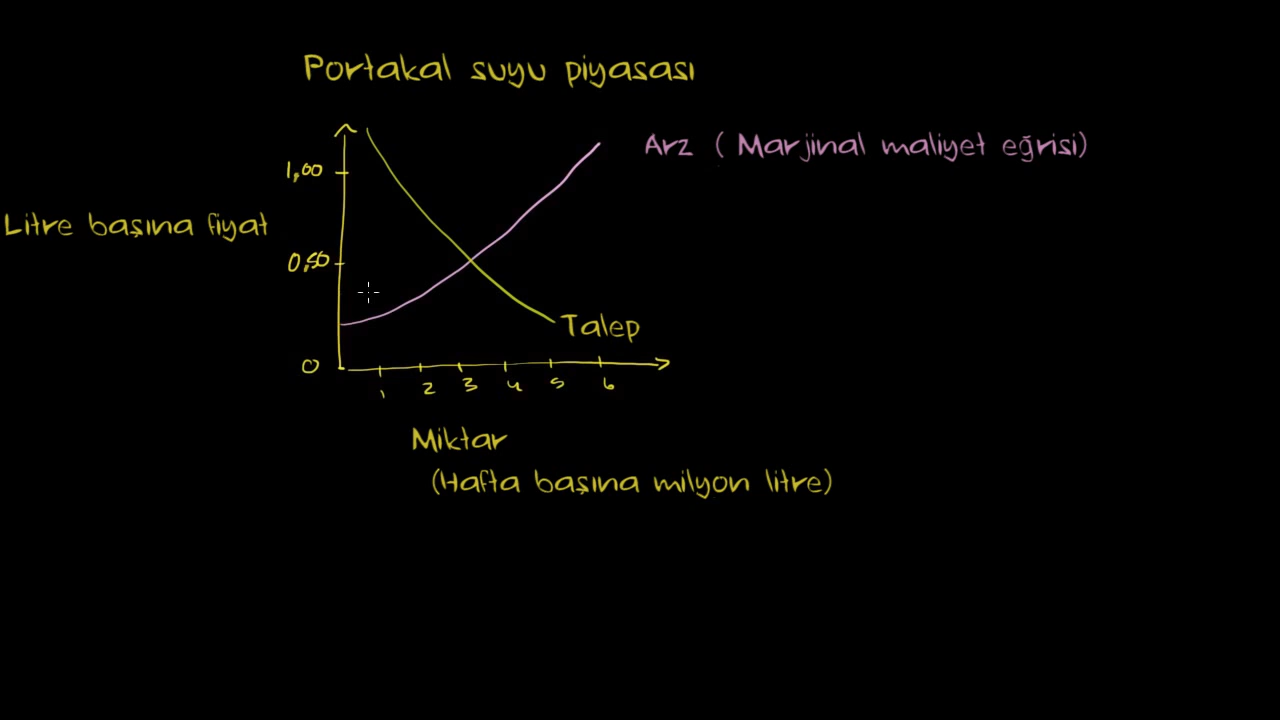 Portakal suyu piyasası
Arz ( Marjinal maliyet eğrisi)
1,00
Litre başına fiyat
0,50
Talep
0
1 2 3 4 5 6
Miktar
(Hafta başına milyon litre)